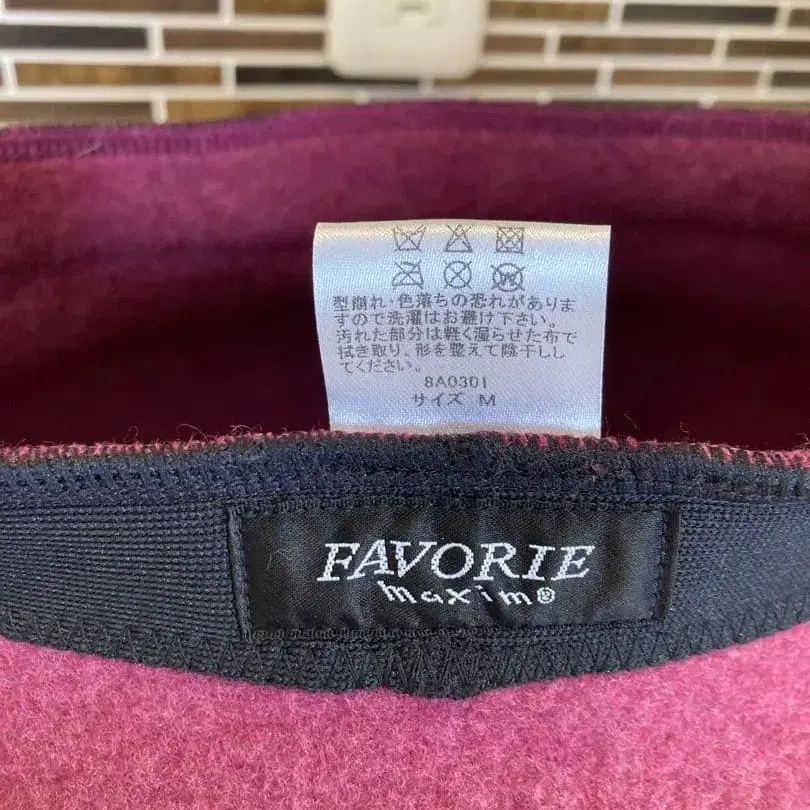 型崩れ・色落ちの恐れがありま
すので洗濯はお避け下さい。
汚れた部分は軽く濕らせた布で
拭き取り、形を整えて陰干しし
てください。
8A0301
サイズ M
FAVORIE
maxim®